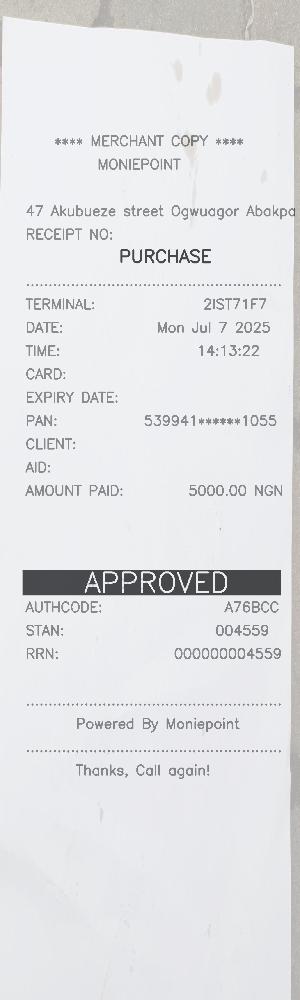 **** MERCHANT COPY ****
MONIEPOINT
47 Akubueze street Ogwuagor Abakpa
RECEIPT NO:
PURCHASE
TERMINAL: 2IST71F7
DATE: Mon Jul 7 2025
TIME: 14:13:22
CARD:
EXPIRY DATE:
PAN: 539941******1055
CLIENT:
AID:
AMOUNT PAID: 5000.00 NGN
APPROVED
AUTHCODE: A76BCC
STAN: 004559
RRN: 000000004559
Powered By Moniepoint
Thanks, Call again!